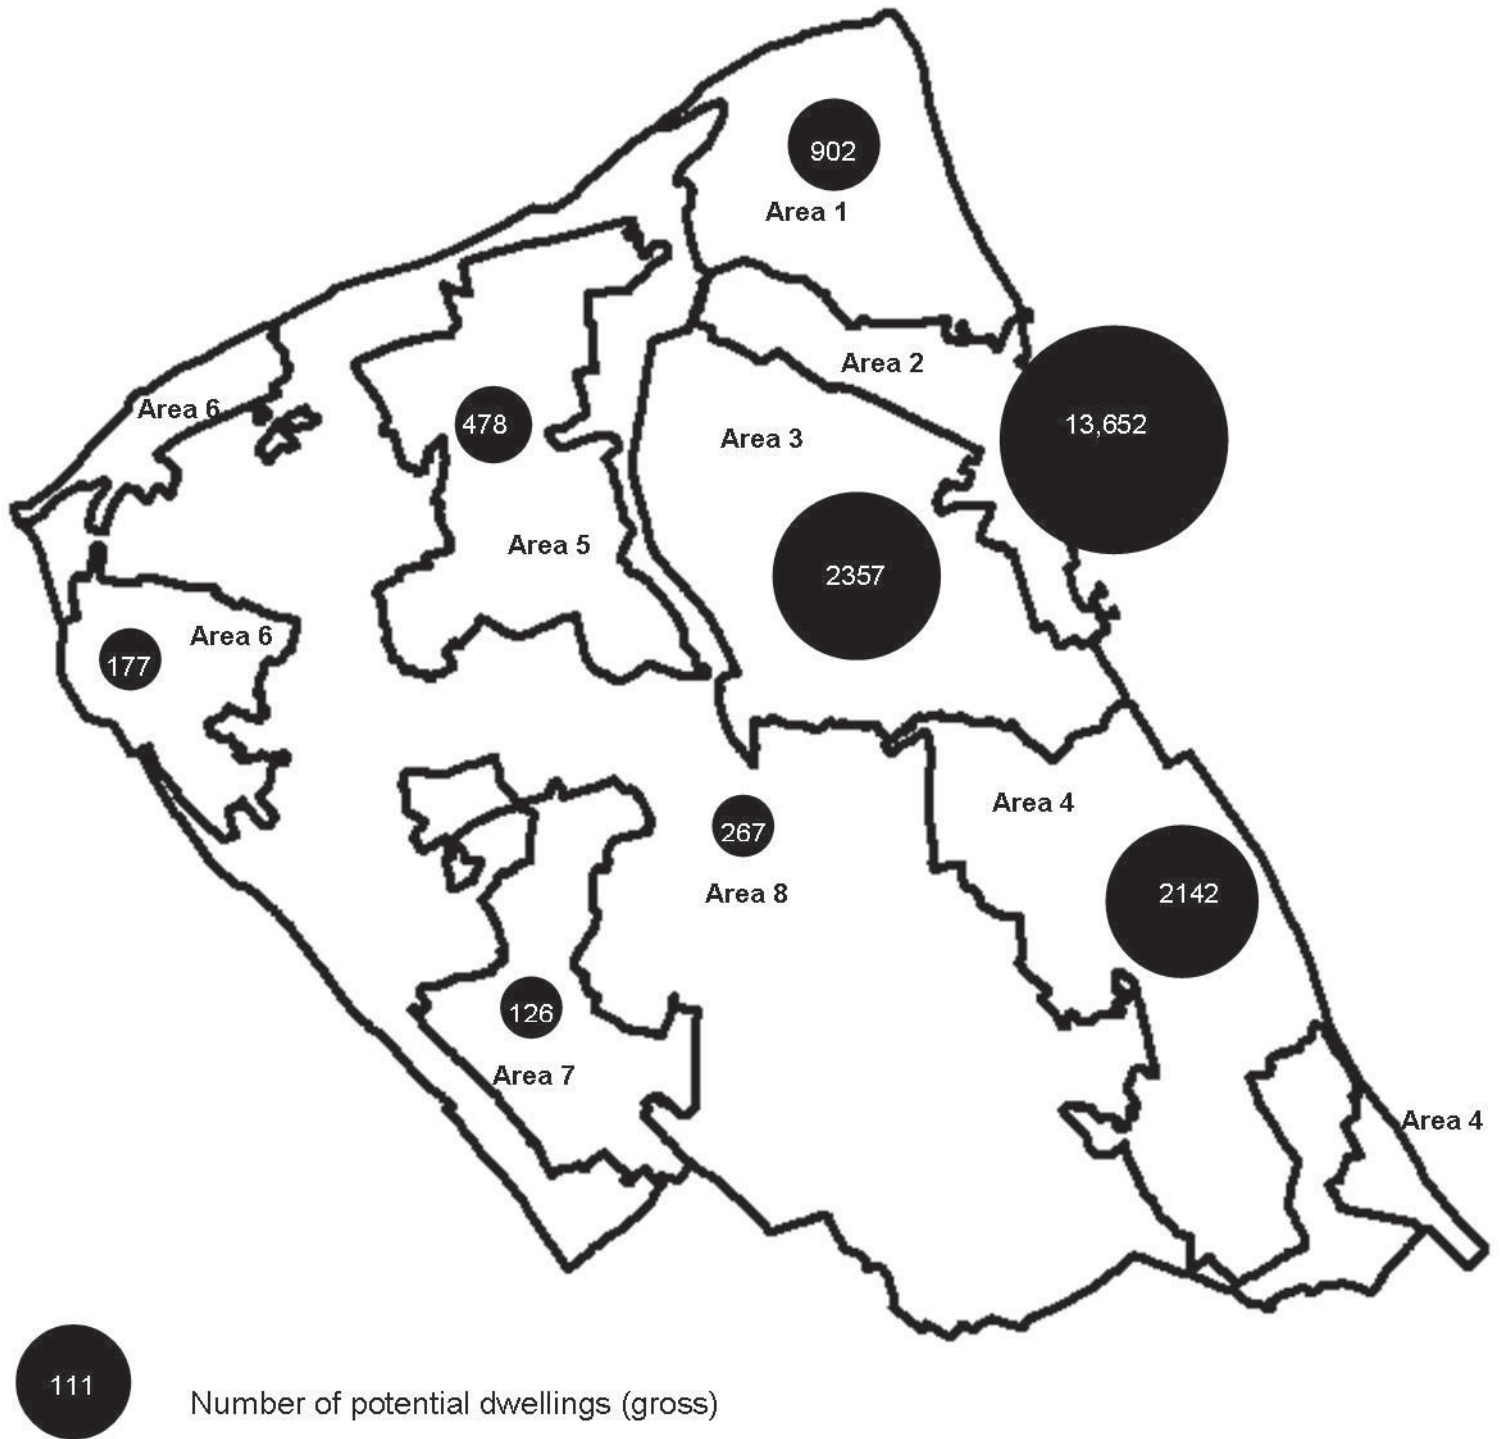 902
Area 1
Area 2
13,652
Area 6
478
Area 3
Area 5
2357
Area 6
177
Area 4
267
Area 8
2142
126
Area 7
Area 4
111
Number of potential dwellings (gross)